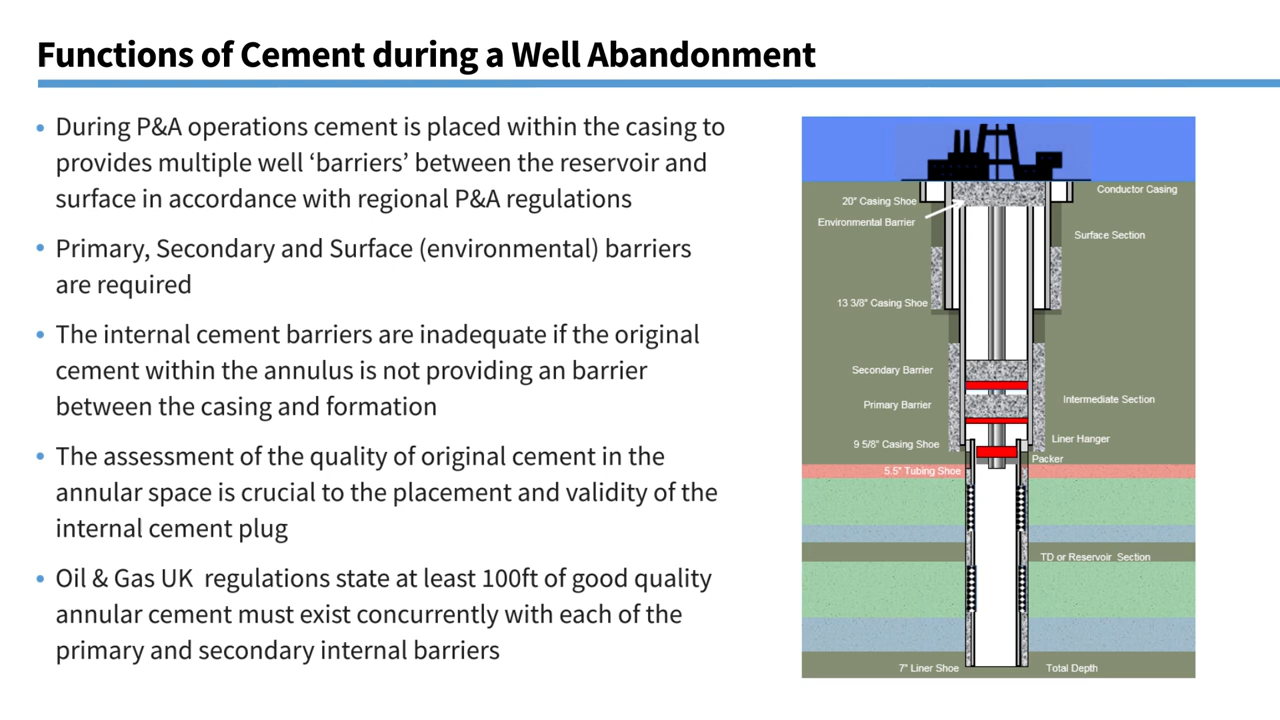 Functions of Cement during a Well Abandonment
• During P&A operations cement is placed within the casing to
provides multiple well ‘barriers’ between the reservoir and
surface in accordance with regional P&A regulations
• Primary, Secondary and Surface (environmental) barriers
are required
• The internal cement barriers are inadequate if the original
cement within the annulus is not providing an barrier
between the casing and formation
• The assessment of the quality of original cement in the
annular space is crucial to the placement and validity of the
internal cement plug
• Oil & Gas UK  regulations state at least 100ft of good quality
annular cement must exist concurrently with each of the
primary and secondary internal barriers
Conductor Casing
20" Casing Shoe
Environmental Barrier
Surface Section
13 3/8" Casing Shoe
Secondary Barrier
Primary Barrier
Intermediate Section
9 5/8" Casing Shoe
Liner Hanger
Packer
5.5" Tubing Shoe
TD or Reservoir Section
7" Liner Shoe
Total Depth